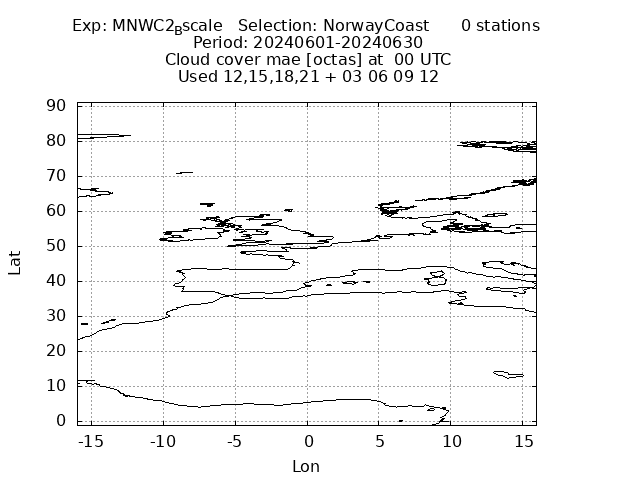 Exp: MNWC2_Bscale   Selection: NorwayCoast      0 stations
Period: 20240601-20240630
Cloud cover mae [octas] at  00 UTC
Used 12,15,18,21 + 03 06 09 12
90
80
70
60
50
40
30
20
10
0
Lat
-15 -10 -5 0 5 10 15
Lon